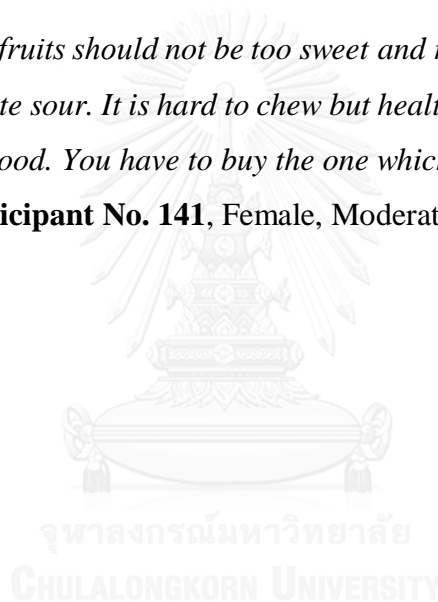 fruits should not be too sweet and
te sour. It is hard to chew but healt
ood. You have to buy the one which
icipant No. 141, Female, Moderat
จุฬาลงกรณ์มหาวิทยาลัย
CHULALONGKORN UNIVERSITY